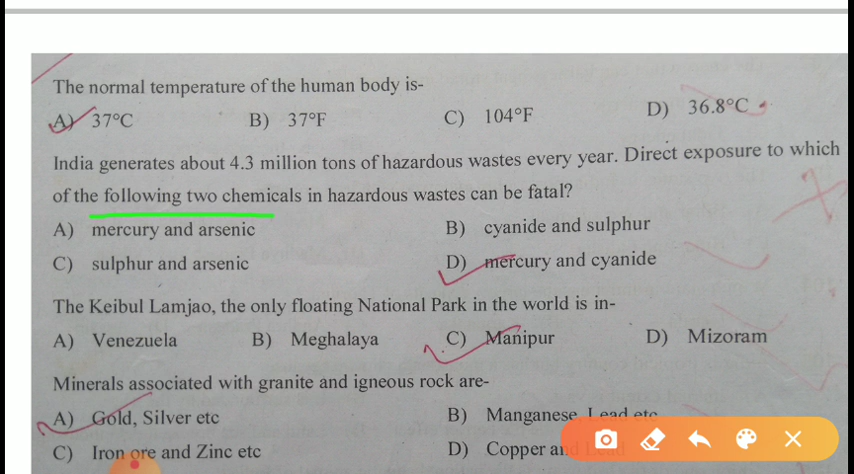 The normal temperature of the human body is-
A) 37°C B) 37°F C) 104°F D) 36.8°C
India generates about 4.3 million tons of hazardous wastes every year. Direct exposure to which
of the following two chemicals in hazardous wastes can be fatal?
A) mercury and arsenic B) cyanide and sulphur
C) sulphur and arsenic D) mercury and cyanide
The Keibul Lamjao, the only floating National Park in the world is in-
A) Venezuela B) Meghalaya C) Manipur D) Mizoram
Minerals associated with granite and igneous rock are-
A) Gold, Silver etc B) Manganese, Lead etc
C) Iron ore and Zinc etc D) Copper and Lead